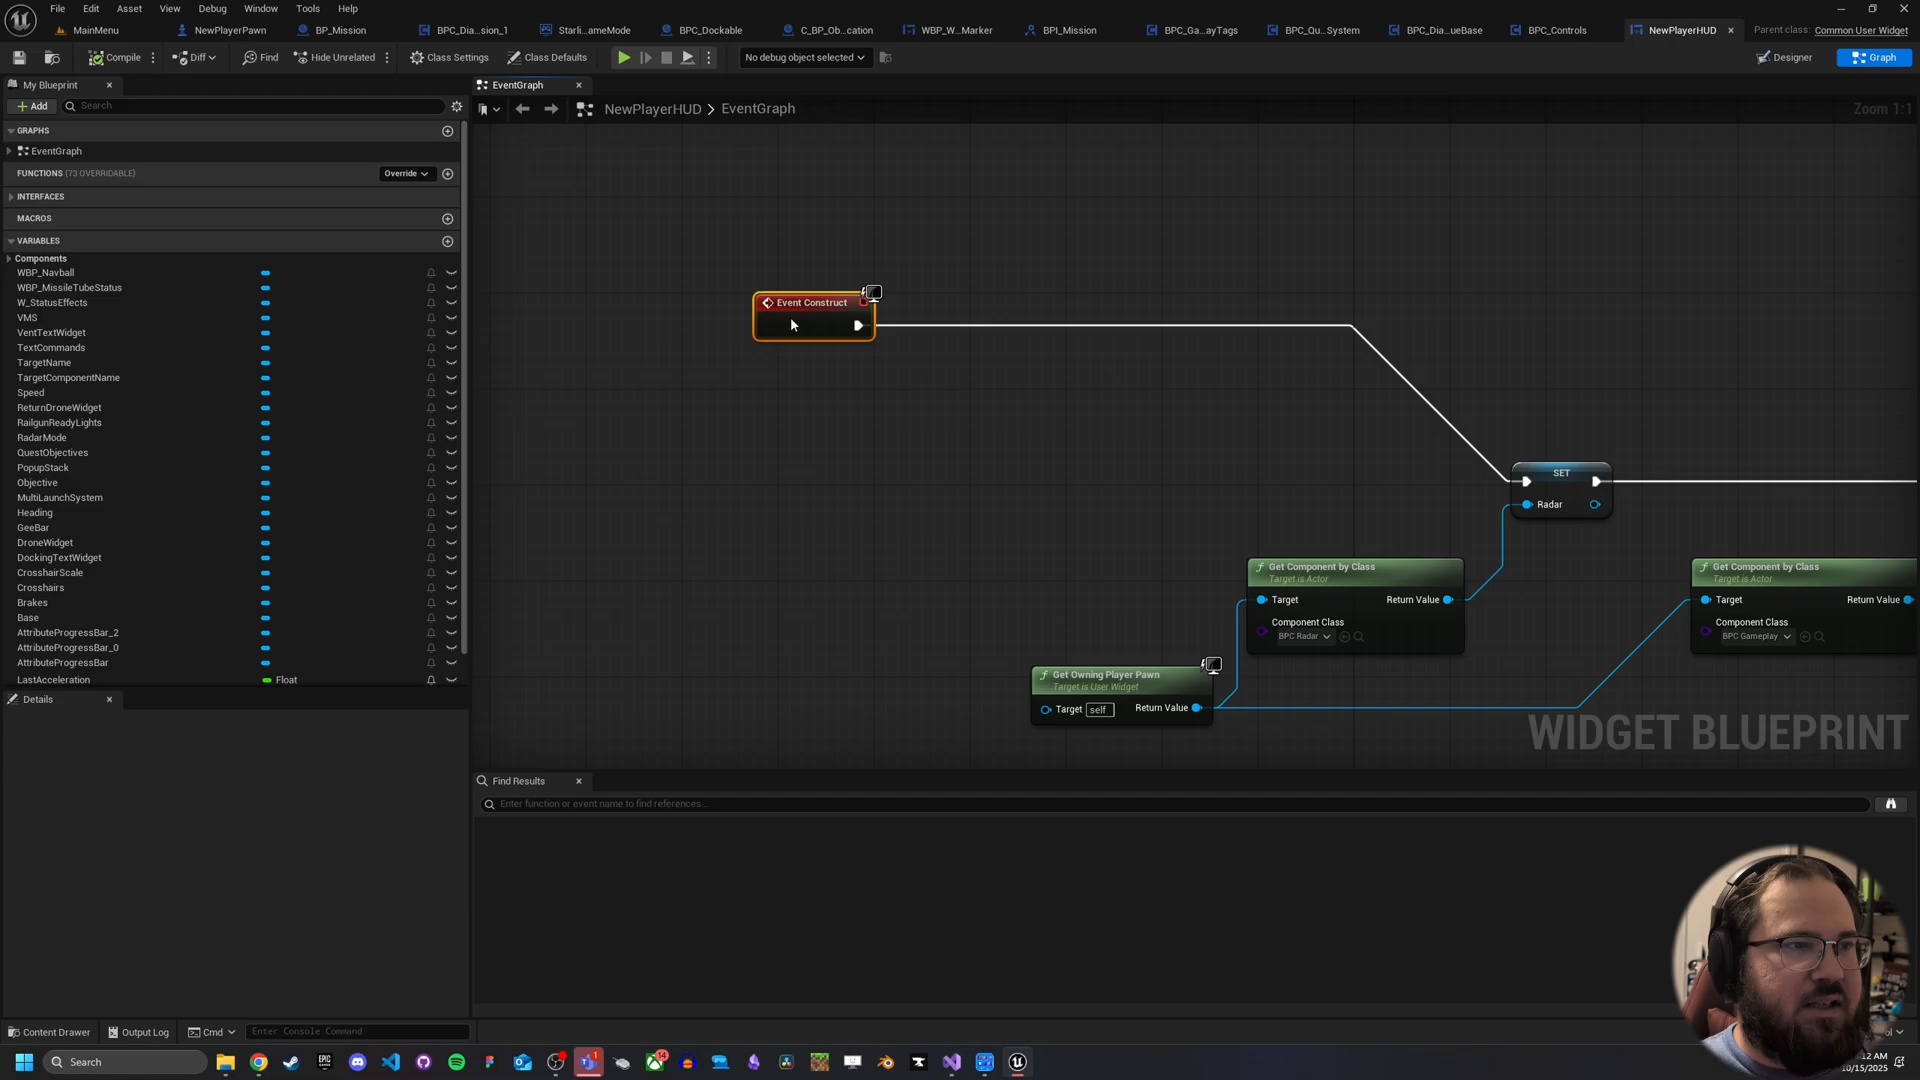 File Edit Asset View Debug Window Tools Help
MainMenu NewPlayerPawn BP_Mission BPC_Dia...sion_1 Starli...ameMode BPC_Dockable C_BP_Ob...cation WBP_W...Marker BPI_Mission BPC_Ga...ayTags BPC_Qu...System BPC_Dia...ueBase BPC_Controls NewPlayerHUD Parent class: Common User Widget
Compile Diff Find Hide Unrelated Class Settings Class Defaults No debug object selected Designer Graph
My Blueprint
Add Search
GRAPHS
EventGraph
FUNCTIONS (73 OVERRIDABLE) Override
INTERFACES
MACROS
VARIABLES
Components
WBP_Navball
WBP_MissileTubeStatus
W_StatusEffects
VMS
VentTextWidget
TextCommands
TargetName
TargetComponentName
Speed
ReturnDroneWidget
RailgunReadyLights
RadarMode
QuestObjectives
PopupStack
Objective
MultiLaunchSystem
Heading
GeeBar
DroneWidget
DockingTextWidget
CrosshairScale
Crosshairs
Brakes
Base
AttributeProgressBar_2
AttributeProgressBar_0
AttributeProgressBar
LastAcceleration Float
Details
EventGraph
NewPlayerHUD > EventGraph Zoom 1:1
Event Construct
SET
Radar
Get Component by Class
Target is Actor
Target Return Value
Component Class
BPC Radar
Get Component by Class
Target is Actor
Target Return Value
Component Class
BPC Gameplay
Get Owning Player Pawn
Target is User Widget
Target self Return Value
WIDGET BLUEPRINT
Find Results
Enter function or event name to find references...
Content Drawer Output Log Cmd Enter Console Command
Search
EPIC
1
14
:12 AM
10/15/2025